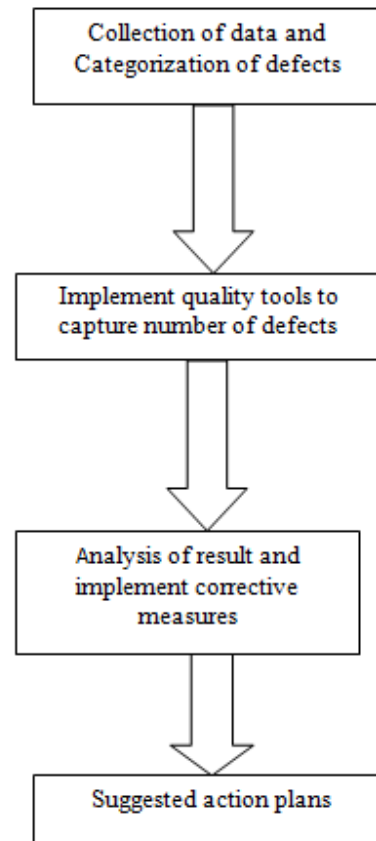 Collection of data and
Categorization of defects
Implement quality tools to
capture number of defects
Analysis of result and
implement corrective
measures
Suggested action plans